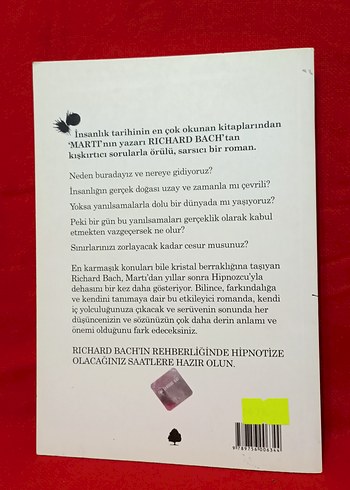 İnsanlık tarihinin en çok okunan kitaplarından
'MARTI'nın yazarı RICHARD BACH'tan
kışkırtıcı sorularla örülü, sarsıcı bir roman.
Neden buradayız ve nereye gidiyoruz?
İnsanlığın gerçek doğası uzay ve zamanla mı çevrili?
Yoksa yanılsamalarla dolu bir dünyada mı yaşıyoruz?
Peki bir gün bu yanılsamaları gerçeklik olarak kabul
etmekten vazgeçersek ne olur?
Sınırlarınızı zorlayacak kadar cesur musunuz?
En karmaşık konuları bile kristal berraklığına taşıyan
Richard Bach, Martı'dan yıllar sonra Hipnozcu'yla
dehasını bir kez daha gösteriyor. Bilince, farkındalığa
ve kendini tanımaya dair bu etkileyici romanda, kendi
iç yolculuğunuza çıkacak ve serüvenin sonunda her
düşüncenizin ve sözünüzün çok daha derin anlamı ve
önemi olduğunu fark edeceksiniz.
RICHARD BACH'IN REHBERLİĞİNDE HİPNOTİZE
OLACAĞINIZ SAATLERE HAZIR OLUN.
9789756006344